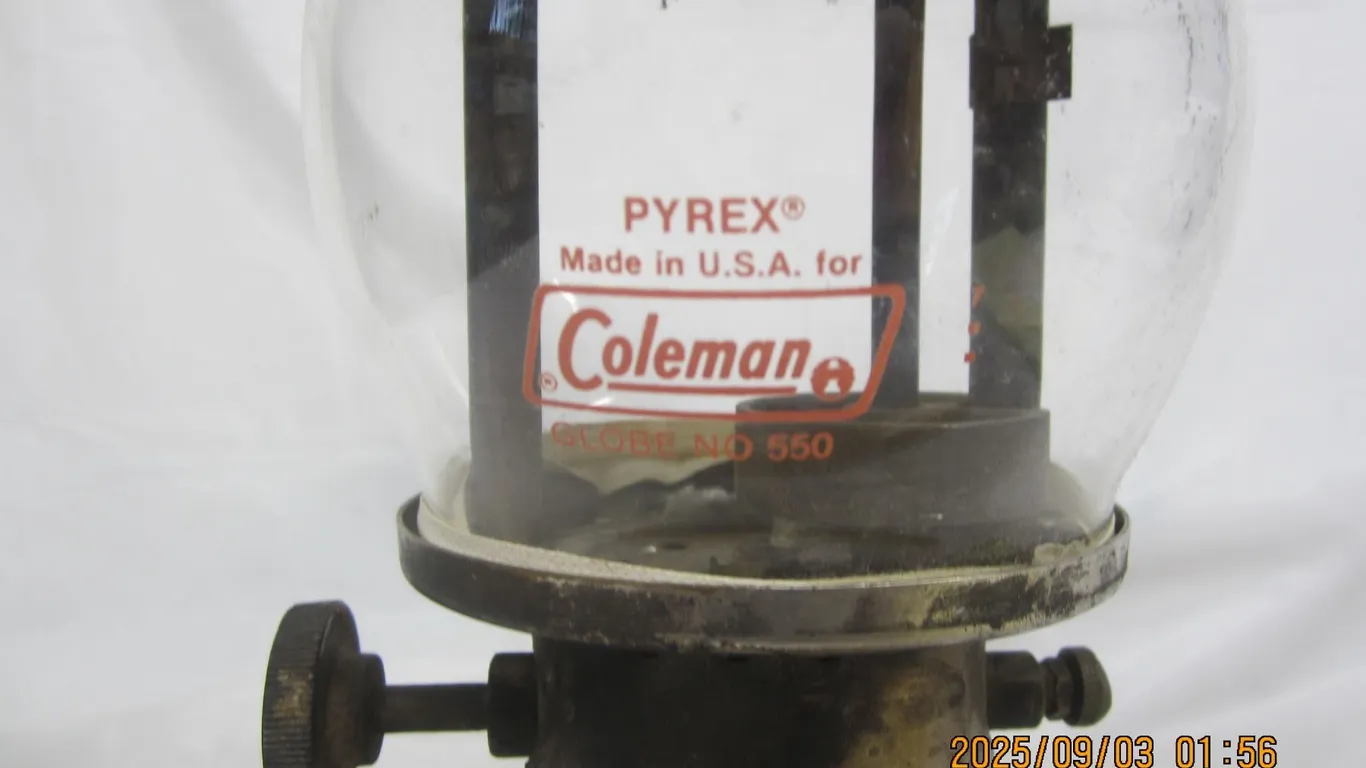 PYREX®
Made in U.S.A. for
Coleman
®
GLOBE NO 550
2025/09/03 01:56